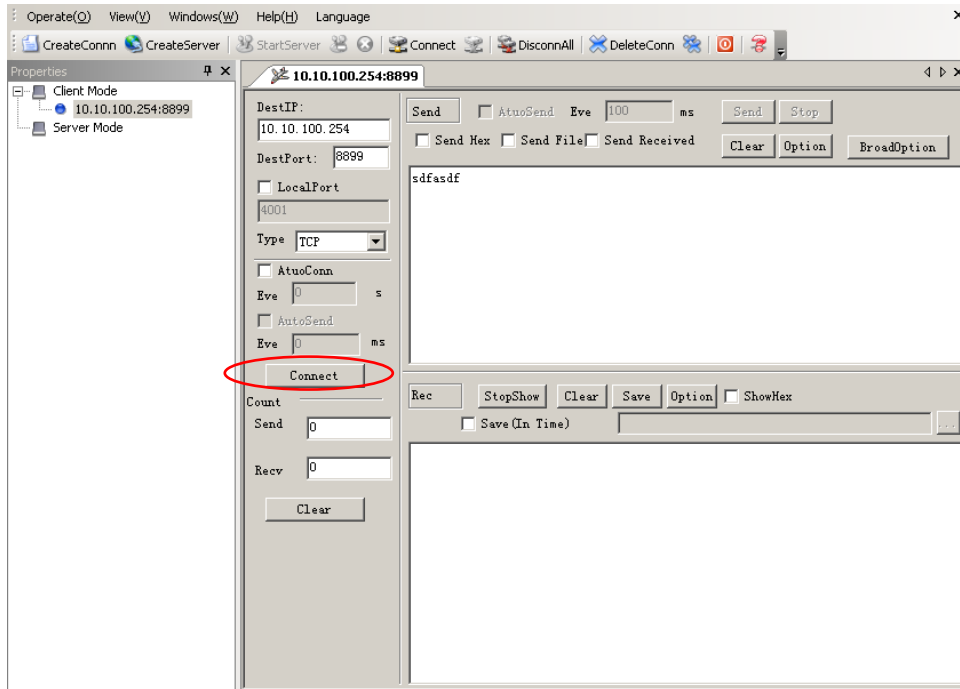 Operate(O) View(V) Windows(W) Help(H) Language
CreateConnn CreateServer StartServer Connect DisconnAll DeleteConn
Properties
Client Mode
10.10.100.254:8899
Server Mode
10.10.100.254:8899
DestIP:
10.10.100.254
DestPort: 8899
LocalPort
4001
Type TCP
AtuoConn
Eve 0 s
AutoSend
Eve 0 ms
Connect
Count
Send 0
Recv 0
Clear
Send AtuoSend Eve 100 ms Send Stop
Send Hex Send File Send Received Clear Option BroadOption
sdfasdf
Rec StopShow Clear Save Option ShowHex
Save(In Time) ...